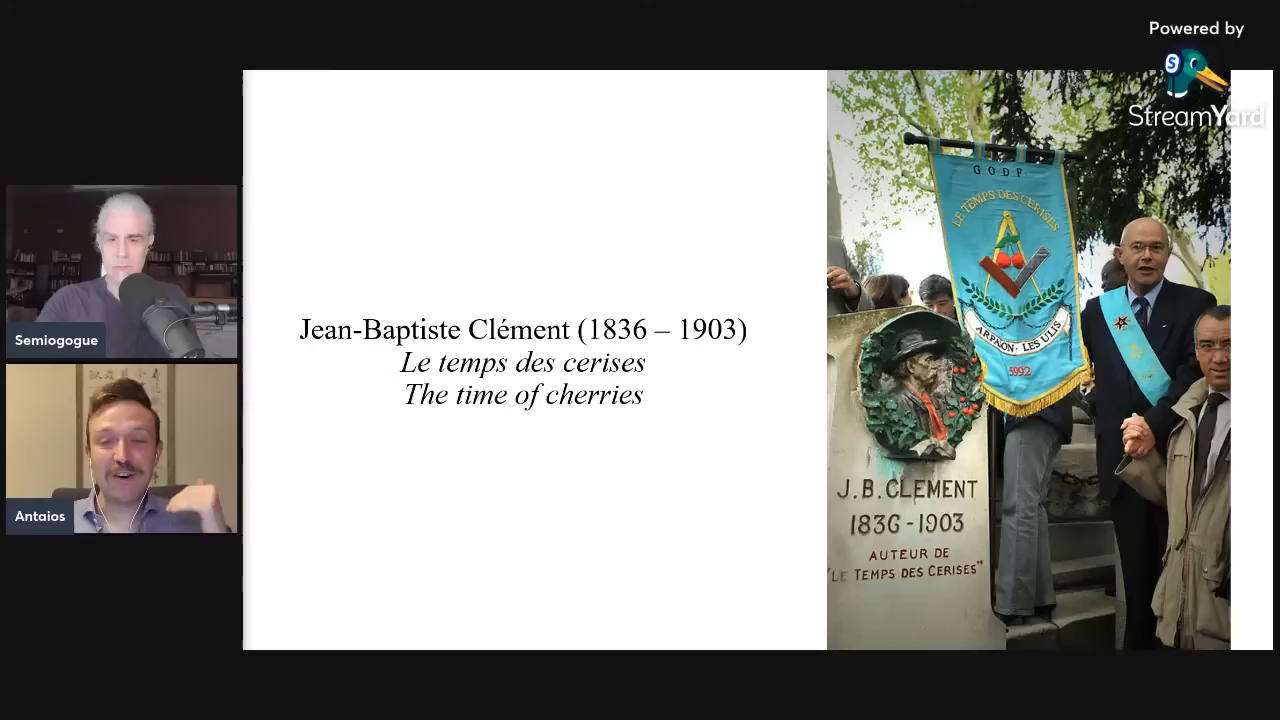 Powered by
StreamYard
Semiogogue
Antaios
Jean-Baptiste Clément (1836 – 1903)
Le temps des cerises
The time of cherries
G O D F
LE TEMPS DES CERISES
ARPAJON - LES ULIS
5992
J.B. CLEMENT
1836 - 1903
AUTEUR DE
"LE TEMPS DES CERISES"